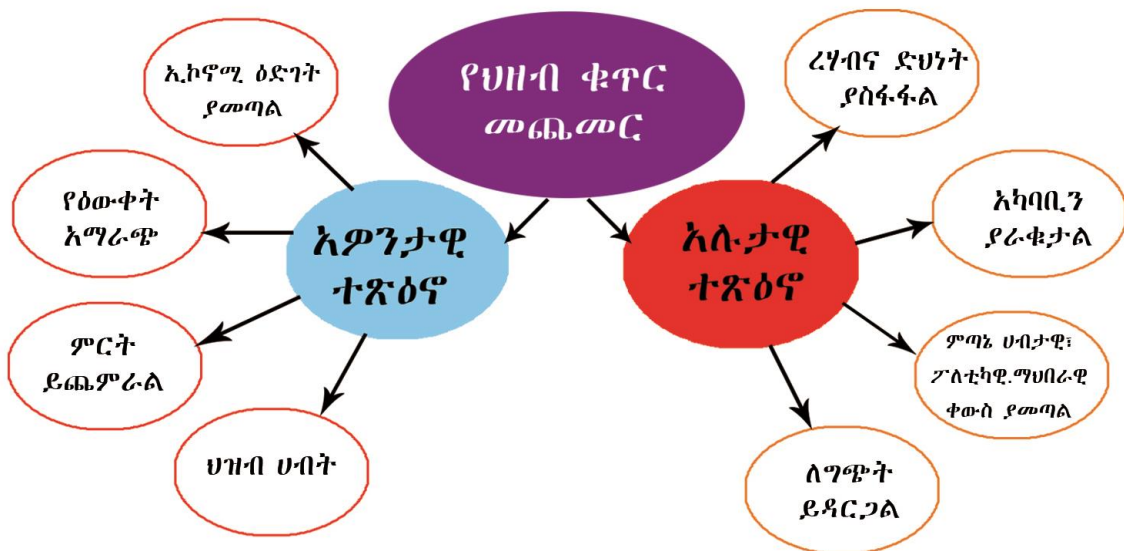 የህዘብ ቁጥር
መጨመር
አዎንታዊ
ተጽዕኖ
ኢኮኖሚ ዕድገት
ያመጣል
የዕውቀት
አማራጭ
ምርት
ይጨምራል
ህዝብ ሀብት
አሉታዊ
ተጽዕኖ
ረሃብና ድህነት
ያስፋፋል
አካባቢን
ያራቁታል
ምጣኔ ሀብታዊ፣
ፖለቲካዊ.ማህበራዊ
ቀውስ ያመጣል
ለግጭት
ይዳርጋል